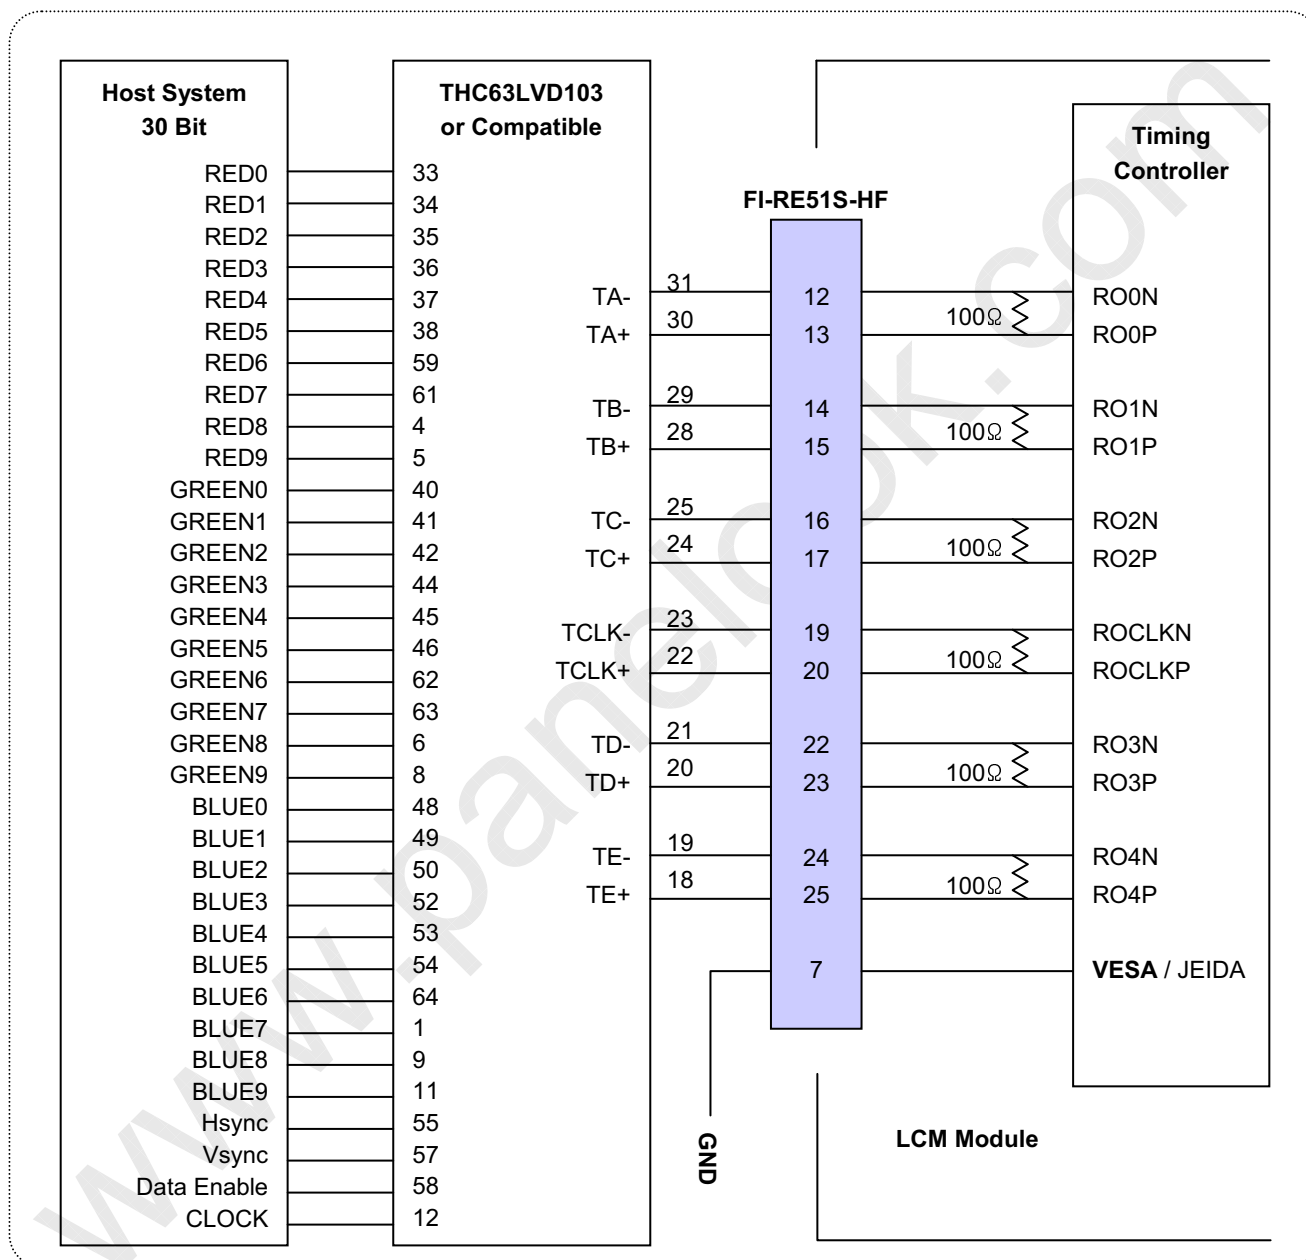 Host System
30 Bit
RED0
RED1
RED2
RED3
RED4
RED5
RED6
RED7
RED8
RED9
GREEN0
GREEN1
GREEN2
GREEN3
GREEN4
GREEN5
GREEN6
GREEN7
GREEN8
GREEN9
BLUE0
BLUE1
BLUE2
BLUE3
BLUE4
BLUE5
BLUE6
BLUE7
BLUE8
BLUE9
Hsync
Vsync
Data Enable
CLOCK
THC63LVD103
or Compatible
33
34
35
36
37
38
59
61
4
5
40
41
42
44
45
46
62
63
6
8
48
49
50
52
53
54
64
1
9
11
55
57
58
12
TA-
TA+
TB-
TB+
TC-
TC+
TCLK-
TCLK+
TD-
TD+
TE-
TE+
31
30
29
28
25
24
23
22
21
20
19
18
GND
FI-RE51S-HF
12
13
14
15
16
17
19
20
22
23
24
25
7
100Ω
100Ω
100Ω
100Ω
100Ω
100Ω
LCM Module
Timing
Controller
RO0N
RO0P
RO1N
RO1P
RO2N
RO2P
ROCLKN
ROCLKP
RO3N
RO3P
RO4N
RO4P
VESA / JEIDA
www.panelook.com